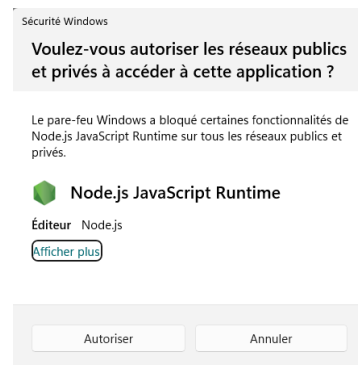 Sécurité Windows
Voulez-vous autoriser les réseaux publics
et privés à accéder à cette application ?
Le pare-feu Windows a bloqué certaines fonctionnalités de
Node.js JavaScript Runtime sur tous les réseaux publics et
privés.
Node.js JavaScript Runtime
Éditeur Node.js
Afficher plus
Autoriser
Annuler